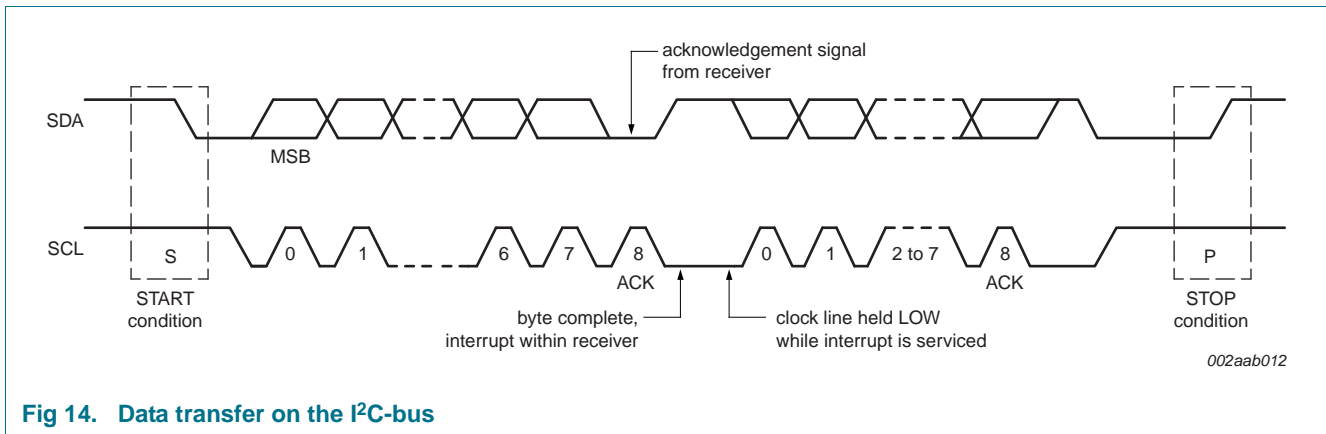 acknowledgement signal
from receiver
SDA
MSB
SCL
S
0
1
6
7
8
0
1
2 to 7
8
P
ACK
ACK
START
condition
STOP
condition
byte complete,
interrupt within receiver
clock line held LOW
while interrupt is serviced
002aab012
Fig 14. Data transfer on the I²C-bus